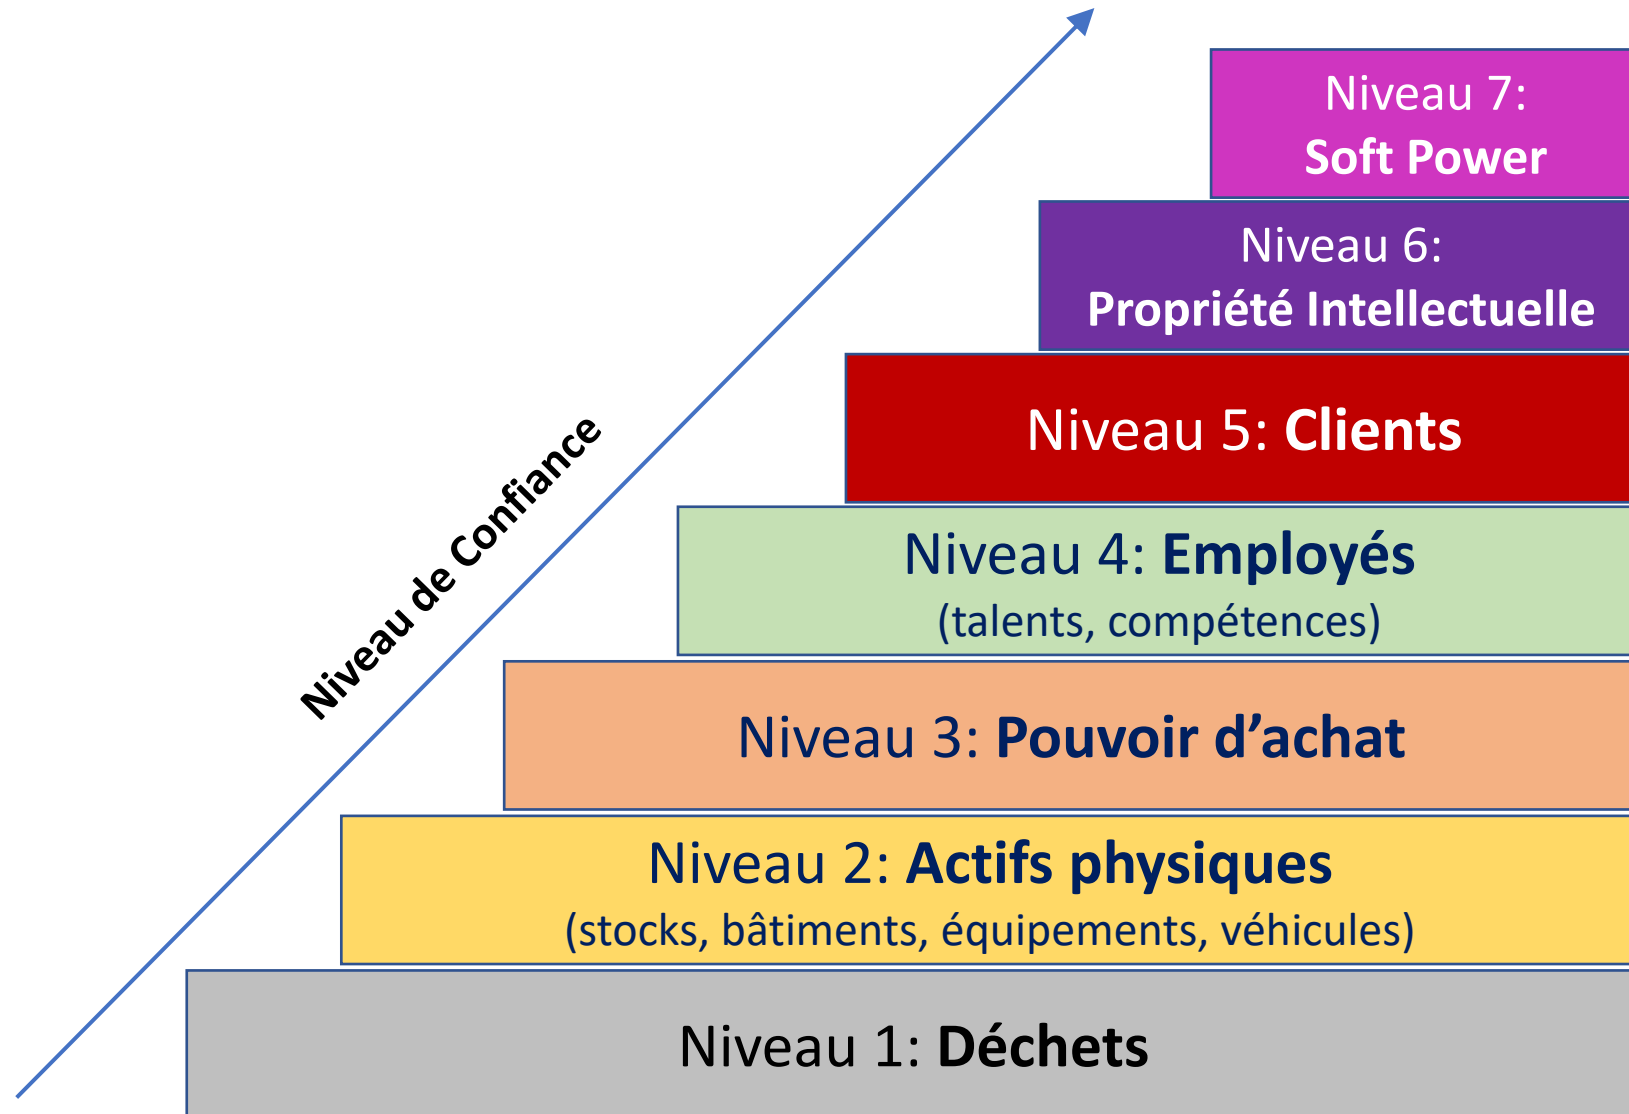 Niveau 7:
Soft Power
Niveau 6:
Propriété Intellectuelle
Niveau 5: Clients
Niveau de Confiance
Niveau 4: Employés
(talents, compétences)
Niveau 3: Pouvoir d’achat
Niveau 2: Actifs physiques
(stocks, bâtiments, équipements, véhicules)
Niveau 1: Déchets